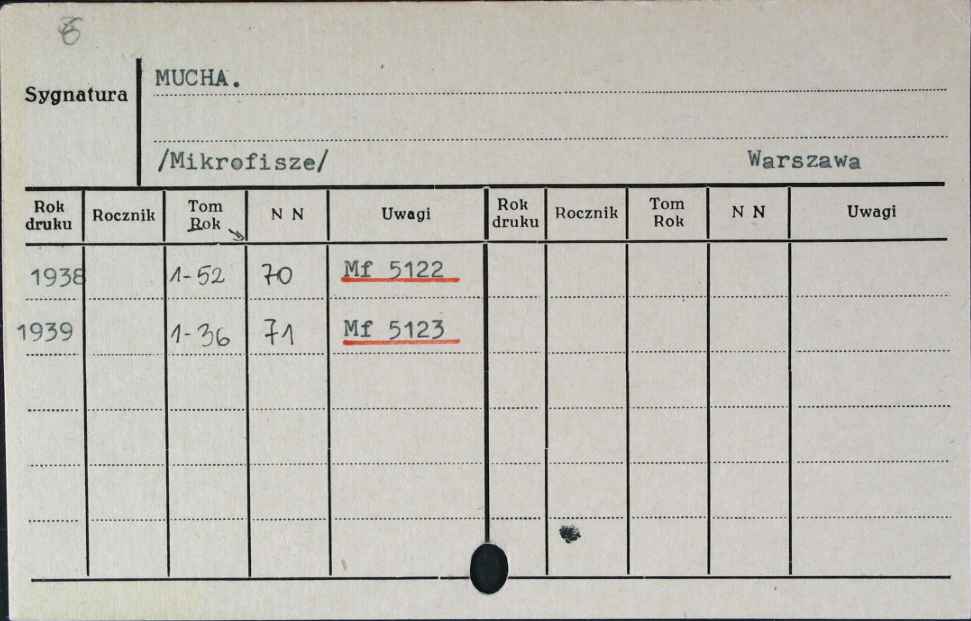 MUCHA.
Sygnatura
/Mikrofisze/ Warszawa
Rok druku Rocznik Tom Rok N N Uwagi Rok druku Rocznik Tom Rok N N Uwagi
1938 1-52 70 Mf 5122
1939 1-36 71 Mf 5123